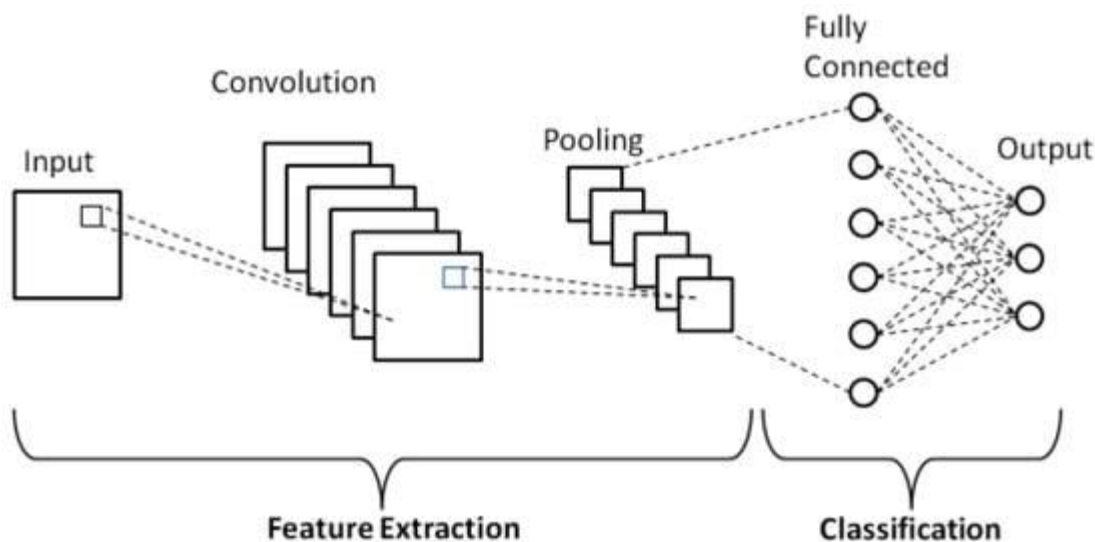 Input
Convolution
Pooling
Fully
Connected
Output
Feature Extraction
Classification